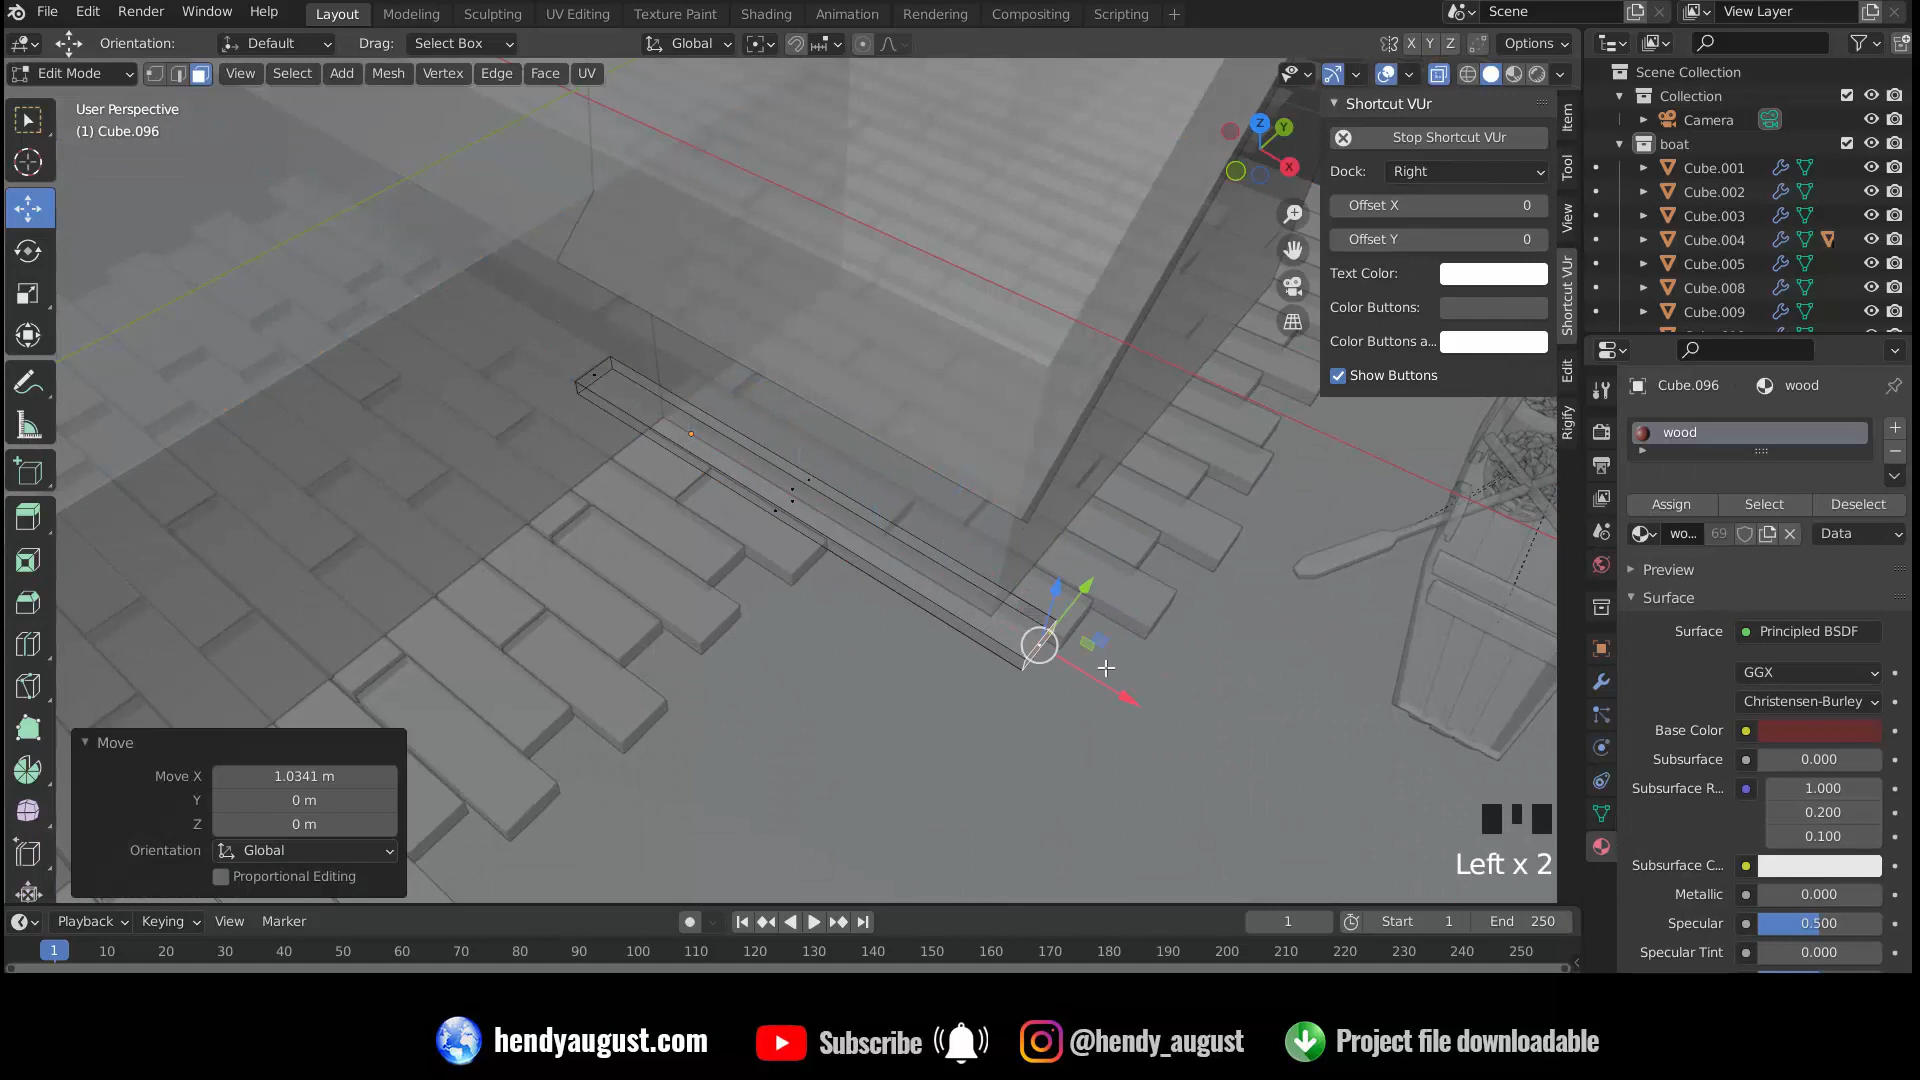 File Edit Render Window Help Layout Modeling Sculpting UV Editing Texture Paint Shading Animation Rendering Compositing Scripting + Scene View Layer
Orientation: Default Drag: Select Box Global X Y Z Options
Edit Mode View Select Add Mesh Vertex Edge Face UV
User Perspective
(1) Cube.096
Z
Y
X
Shortcut VUr
Stop Shortcut VUr
Dock: Right
Offset X 0
Offset Y 0
Text Color:
Color Buttons:
Color Buttons a...
Show Buttons
Item
Tool
View
Shortcut VUr
Edit
Rigify
Scene Collection
Collection
Camera
boat
Cube.001
Cube.002
Cube.003
Cube.004
Cube.005
Cube.008
Cube.009
Cube.096 wood
wood
Assign Select Deselect
wo... 69 Data
Preview
Surface
Surface Principled BSDF
GGX
Christensen-Burley
Base Color
Subsurface 0.000
Subsurface R... 1.000
0.200
0.100
Subsurface C...
Metallic 0.000
Specular 0.500
Specular Tint 0.000
Move
Move X 1.0341 m
Y 0 m
Z 0 m
Orientation Global
Proportional Editing
Left x 2
Playback Keying View Marker 1 Start 1 End 250
1 10 20 30 40 50 60 70 80 90 100 110 120 130 140 150 160 170 180 190 200 210 220 230 240 250
hendyaugust.com Subscribe @hendy_august Project file downloadable